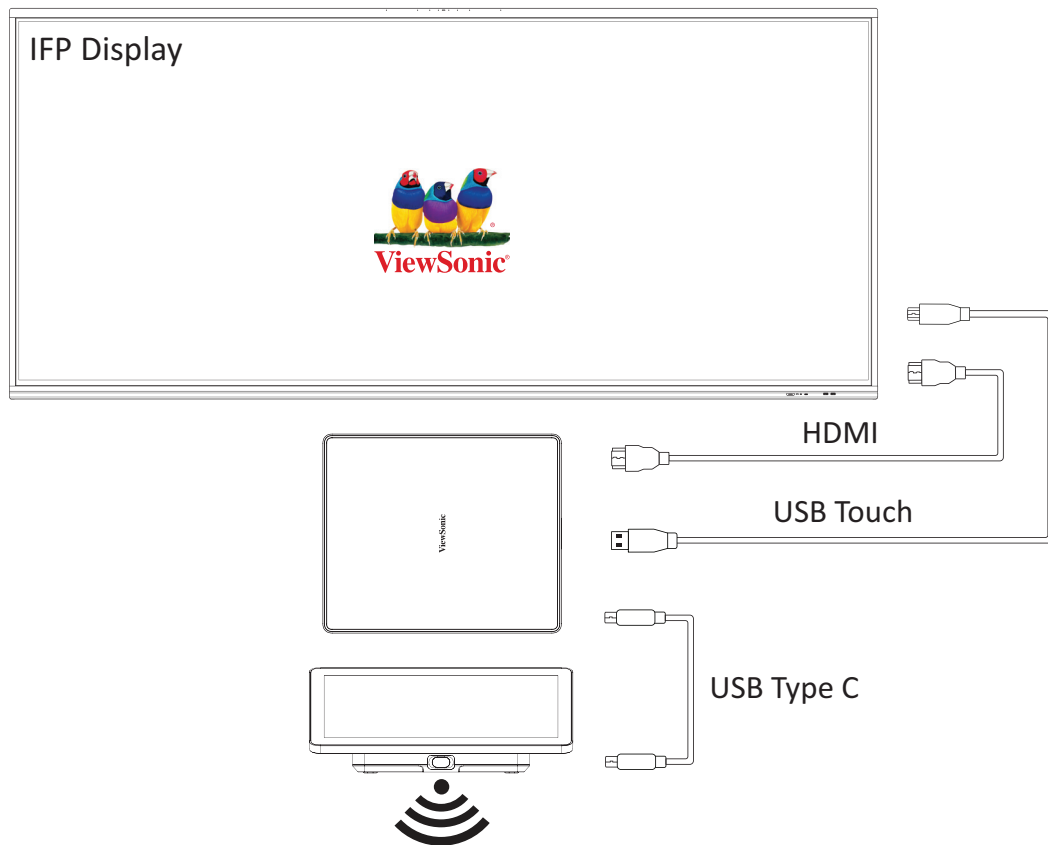 IFP Display
ViewSonic®
HDMI
ViewSonic
USB Touch
USB Type C